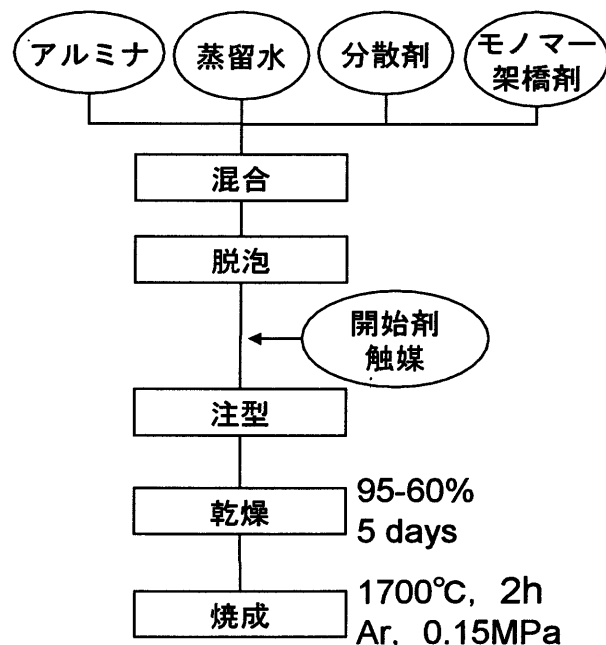 アルミナ
蒸留水
分散剤
モノマー
架橋剤
混合
脱泡
開始剤
触媒
注型
乾燥
95-60%
5 days
焼成
1700℃, 2h
Ar, 0.15MPa